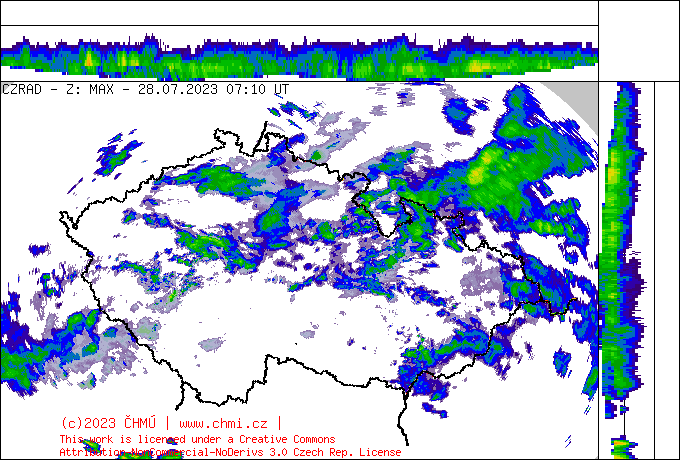 CZRAD - Z: MAX - 28.07.2023 07:10 UT
(c)2023 ČHMÚ | www.chmi.cz |
This work is licensed under a Creative Commons
Attribution-NonCommercial-NoDerivs 3.0 Czech Rep. License